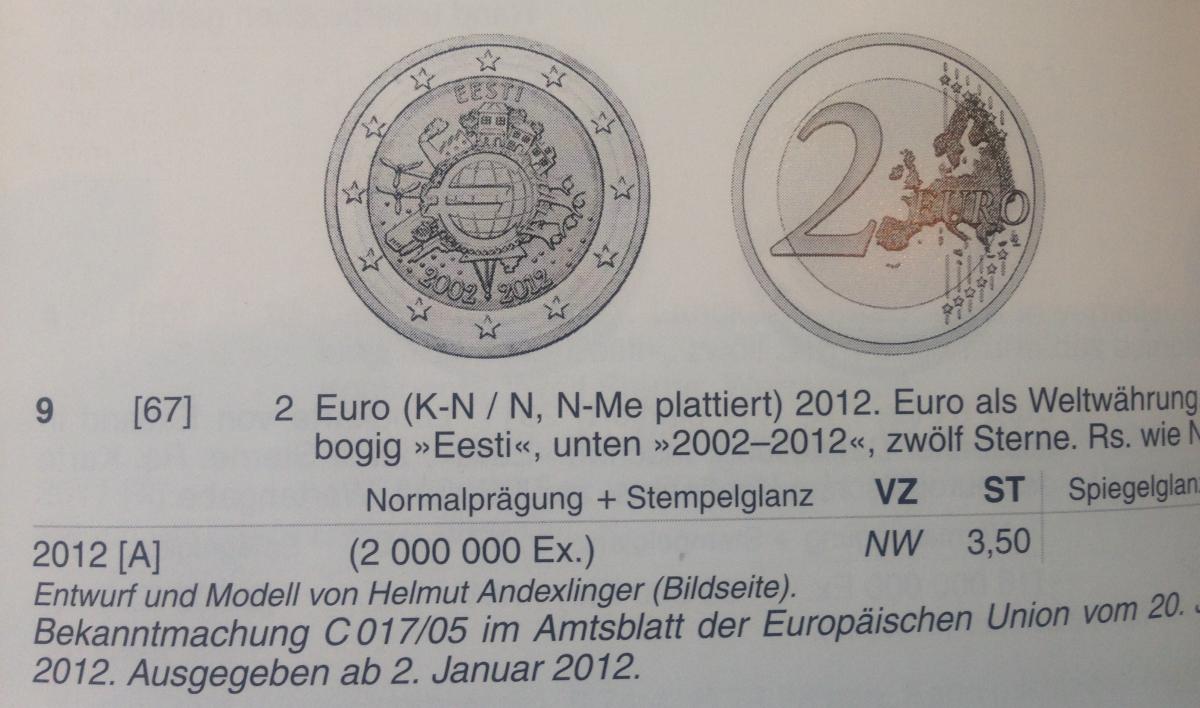 EESTI
2002 2012
2 EURO
9 [67] 2 Euro (K-N / N, N-Me plattiert) 2012. Euro als Weltwährung
bogig »Eesti«, unten »2002–2012«, zwölf Sterne. Rs. wie N
Normalprägung + Stempelglanz VZ ST Spiegelglanz
2012 [A] (2 000 000 Ex.) NW 3,50
Entwurf und Modell von Helmut Andexlinger (Bildseite).
Bekanntmachung C 017/05 im Amtsblatt der Europäischen Union vom 20.
2012. Ausgegeben ab 2. Januar 2012.